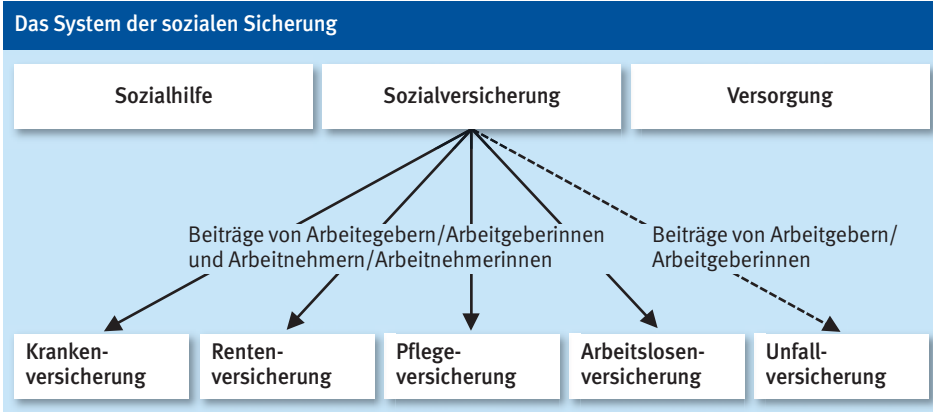 Das System der sozialen Sicherung
Sozialhilfe
Sozialversicherung
Versorgung
Beiträge von Arbeitegebern/Arbeitgeberinnen
und Arbeitnehmern/Arbeitnehmerinnen
Beiträge von Arbeitgebern/
Arbeitgeberinnen
Kranken-
versicherung
Renten-
versicherung
Pflege-
versicherung
Arbeitslosen-
versicherung
Unfall-
versicherung